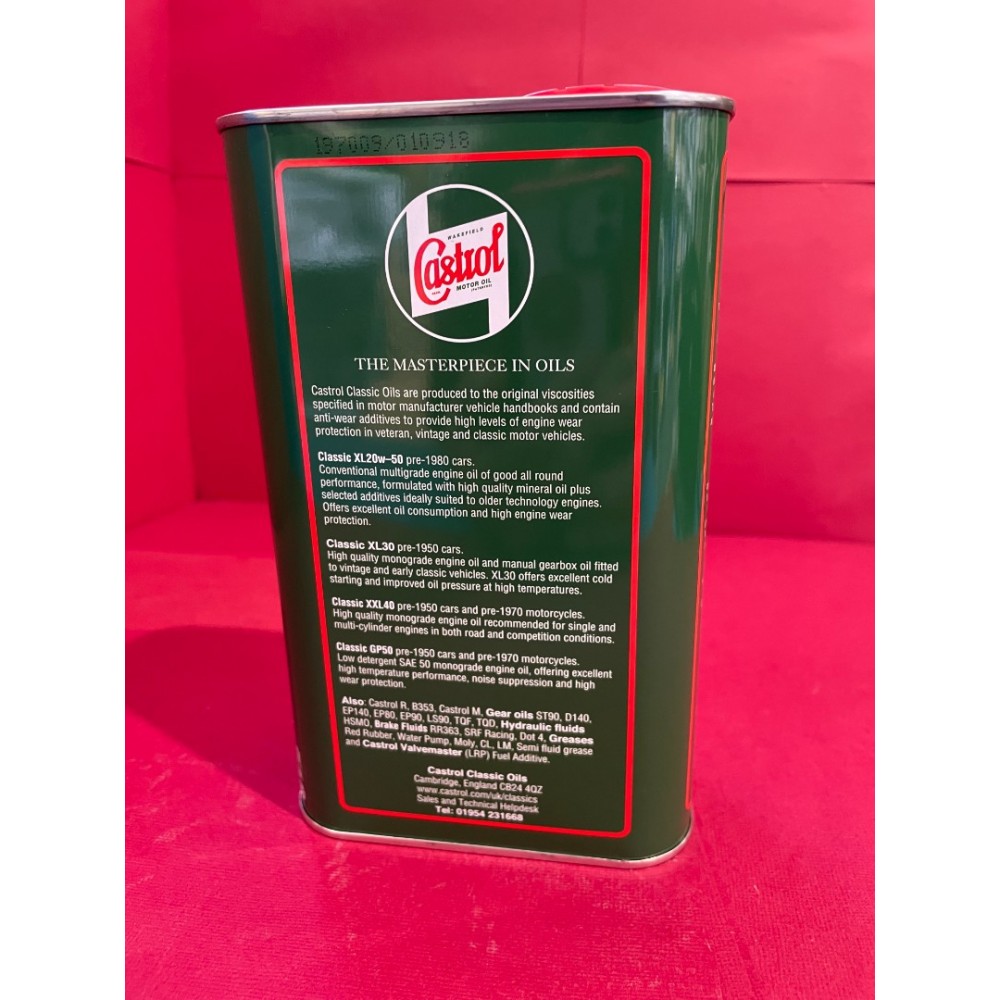 197009/010918
WAKEFIELD
Castrol
MOTOR OIL
THE MASTERPIECE IN OILS
Castrol Classic Oils are produced to the original viscosities
specified in motor manufacturer vehicle handbooks and contain
anti-wear additives to provide high levels of engine wear
protection in veteran, vintage and classic motor vehicles.
Classic XL20w–50 pre-1980 cars.
Conventional multigrade engine oil of good all round
performance, formulated with high quality mineral oil plus
selected additives ideally suited to older technology engines.
Offers excellent oil consumption and high engine wear
protection.
Classic XL30 pre-1950 cars.
High quality monograde engine oil and manual gearbox oil fitted
to vintage and early classic vehicles. XL30 offers excellent cold
starting and improved oil pressure at high temperatures.
Classic XXL40 pre-1950 cars and pre-1970 motorcycles.
High quality monograde engine oil recommended for single and
multi-cylinder engines in both road and competition conditions.
Classic GP50 pre-1950 cars and pre-1970 motorcycles.
Low detergent SAE 50 monograde engine oil, offering excellent
high temperature performance, noise suppression and high
wear protection.
Also: Castrol R, B353, Castrol M, Gear oils ST90, D140,
EP140, EP80, EP90, LS90, TQF, TQD, Hydraulic fluids
HSMO, Brake Fluids RR363, SRF Racing, Dot 4, Greases
Red Rubber, Water Pump, Moly, CL, LM, Semi fluid grease
and Castrol Valvemaster (LRP) Fuel Additive.
Castrol Classic Oils
Cambridge, England CB24 4QZ
www.castrol.com/uk/classics
Sales and Technical Helpdesk
Tel: 01954 231668